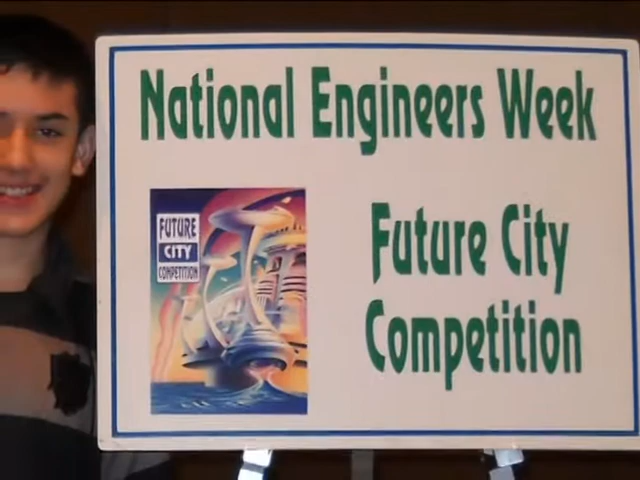 National Engineers Week
FUTURE
CITY
COMPETITION
Future City
Competition